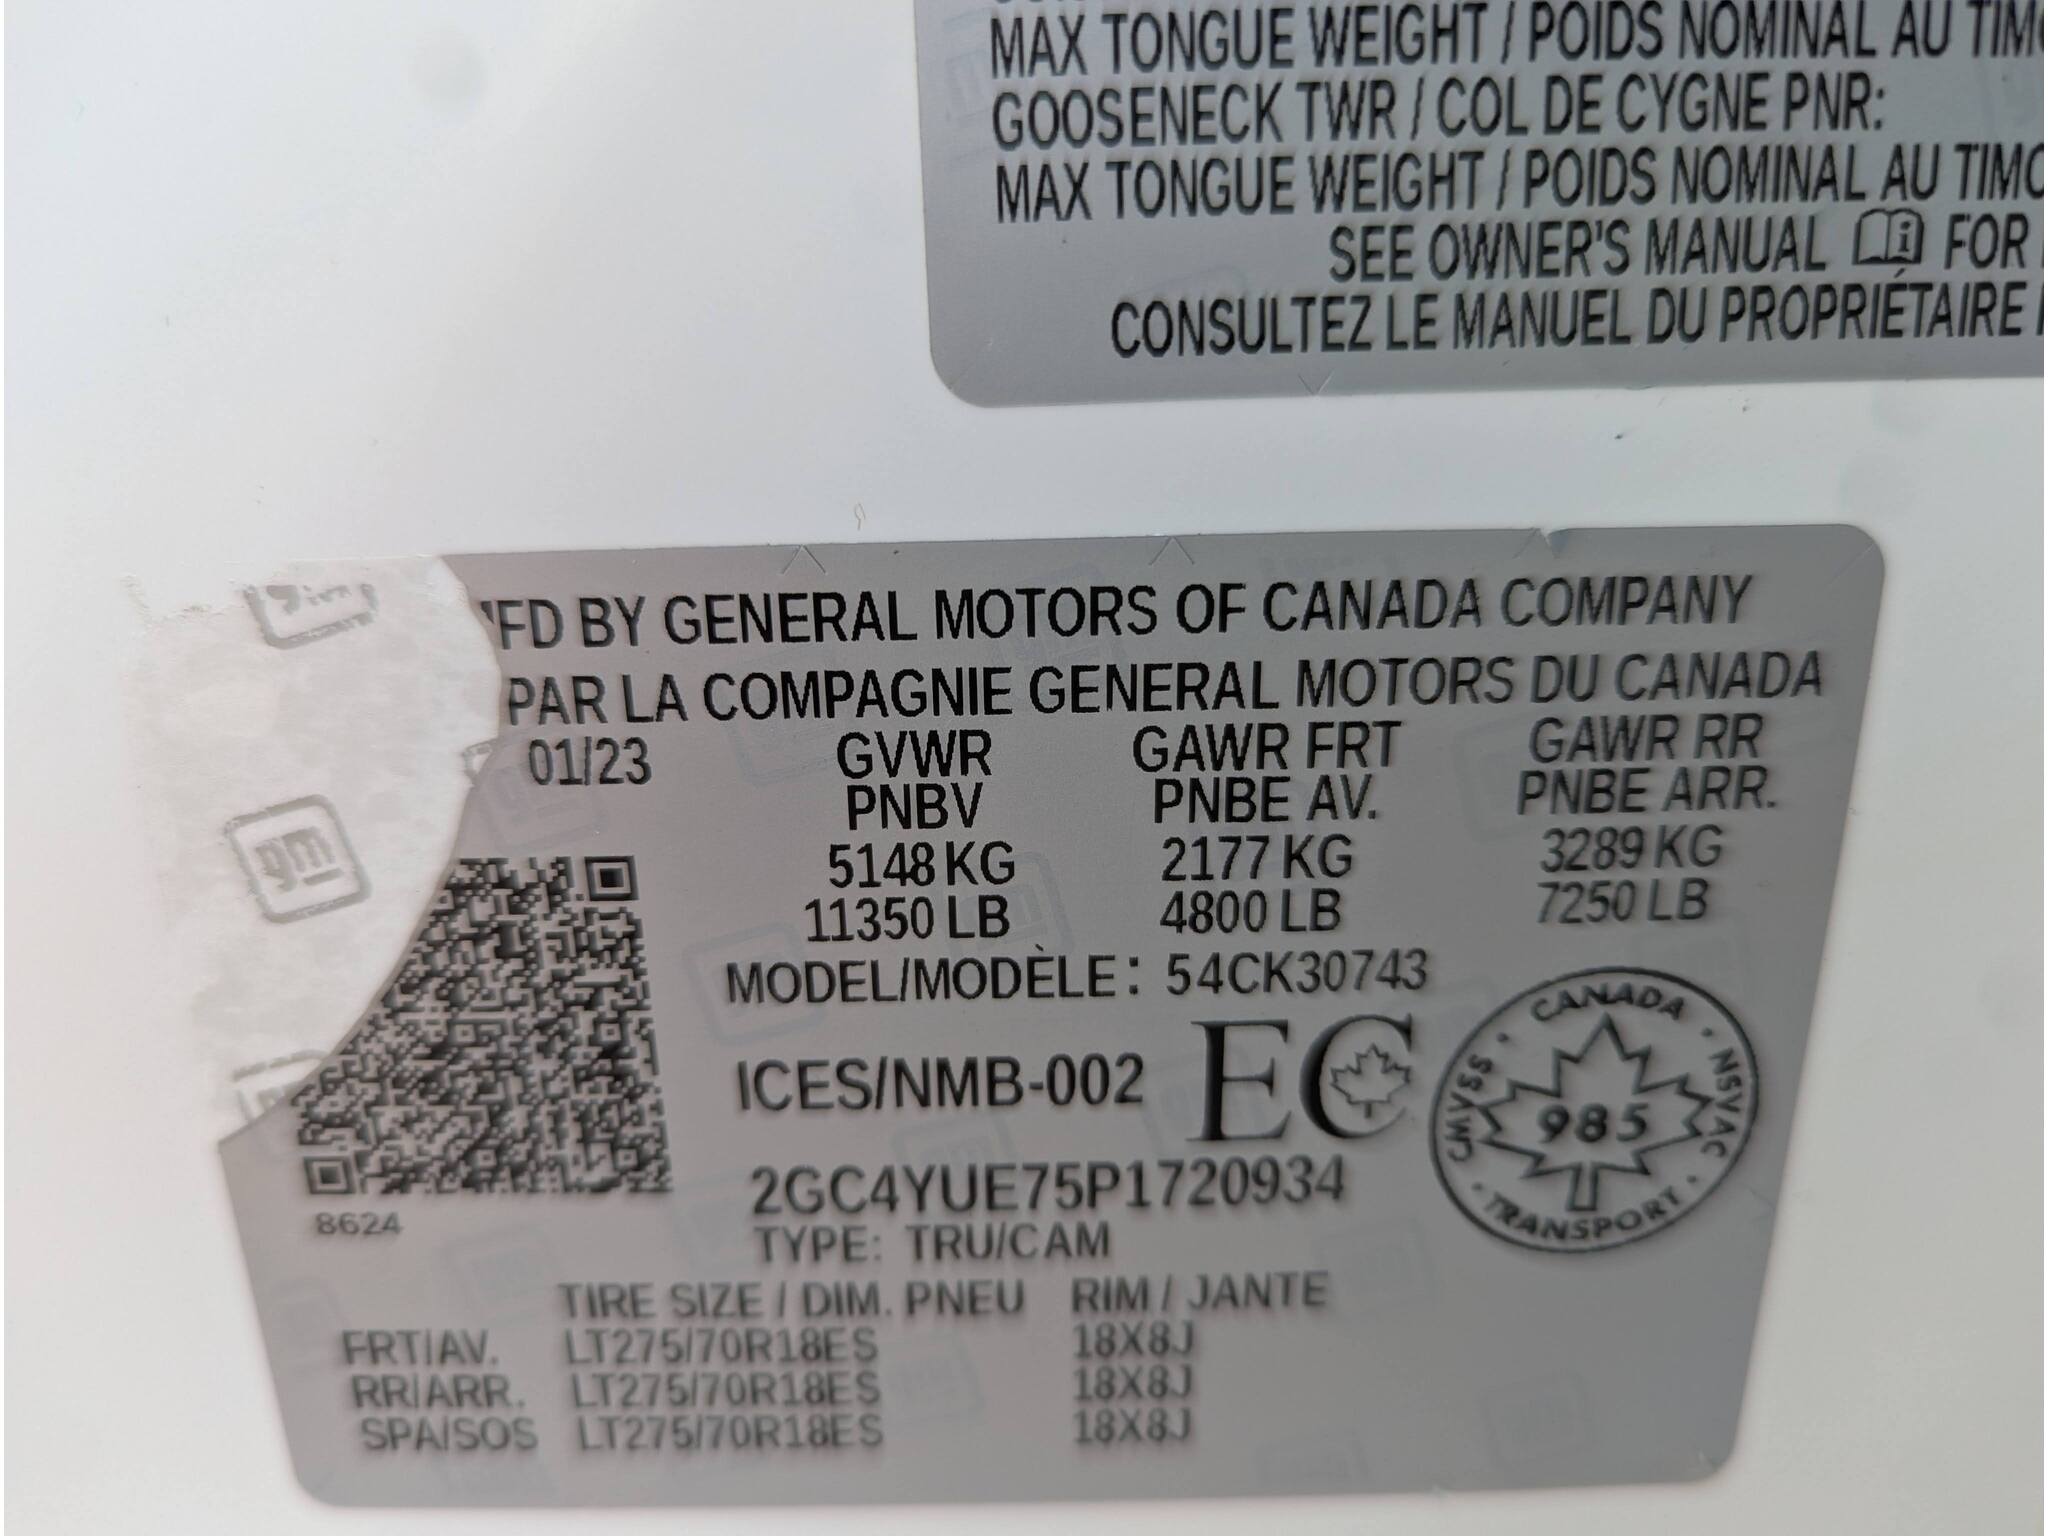 MAX TONGUE WEIGHT / POIDS NOMINAL AU
GOOSENECK TWR / COL DE CYGNE PNR:
MAX TONGUE WEIGHT / POIDS NOMINAL AU
SEE OWNER'S MANUAL FOR
CONSULTEZ LE MANUEL DU PROPRIÉTAIRE
gm
BY GENERAL MOTORS OF CANADA COMPANY
PAR LA COMPAGNIE GENERAL MOTORS DU CANADA
01/23 GVWR GAWR FRT GAWR RR
PNBV PNBE AV. PNBE ARR.
5148 KG 2177 KG 3289 KG
11350 LB 4800 LB 7250 LB
MODEL/MODÈLE: 54CK30743
ICES/NMB-002 EC
CANADA
CMVSS 985 NSVAC
TRANSPORT
2GC4YUE75P1720934
8624
TYPE: TRU/CAM
TIRE SIZE / DIM. PNEU RIM / JANTE
FRT/AV. LT275/70R18ES 18X8J
RR/ARR. LT275/70R18ES 18X8J
SPA/SOS LT275/70R18ES 18X8J